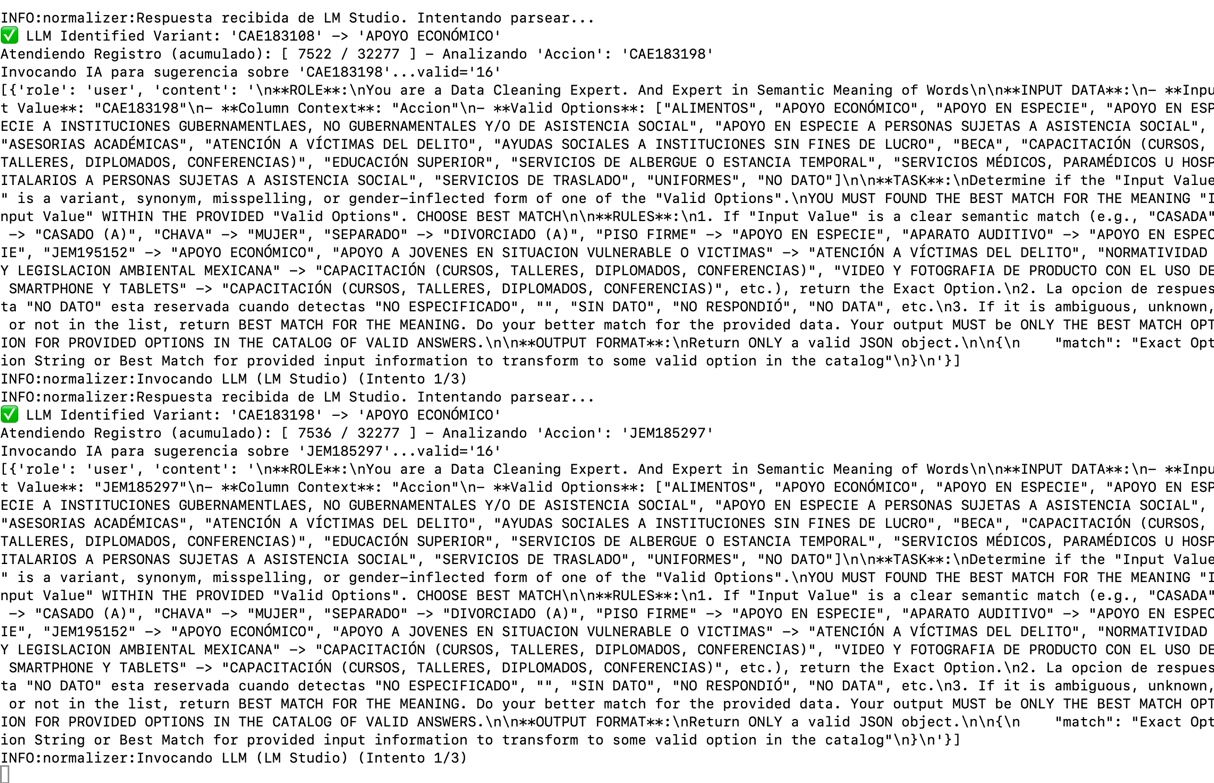 INFO:normalizer:Respuesta recibida de LM Studio. Intentando parsear...
✅ LLM Identified Variant: 'CAE183108' -> 'APOYO ECONÓMICO'
Atendiendo Registro (acumulado): [ 7522 / 32277 ] - Analizando 'Accion': 'CAE183198'
Invocando IA para sugerencia sobre 'CAE183198'...valid='16'
[{'role': 'user', 'content': '\n**ROLE**:\nYou are a Data Cleaning Expert. And Expert in Semantic Meaning of Words\n\n**INPUT DATA**:\n- **Inpu
t Value**: "CAE183198"\n- **Column Context**: "Accion"\n- **Valid Options**: ["ALIMENTOS", "APOYO ECONÓMICO", "APOYO EN ESPECIE", "APOYO EN ESP
ECIE A INSTITUCIONES GUBERNAMENTLAES, NO GUBERNAMENTALES Y/O DE ASISTENCIA SOCIAL", "APOYO EN ESPECIE A PERSONAS SUJETAS A ASISTENCIA SOCIAL",
"ASESORIAS ACADÉMICAS", "ATENCIÓN A VÍCTIMAS DEL DELITO", "AYUDAS SOCIALES A INSTITUCIONES SIN FINES DE LUCRO", "BECA", "CAPACITACIÓN (CURSOS,
TALLERES, DIPLOMADOS, CONFERENCIAS)", "EDUCACIÓN SUPERIOR", "SERVICIOS DE ALBERGUE O ESTANCIA TEMPORAL", "SERVICIOS MÉDICOS, PARAMÉDICOS U HOSP
ITALARIOS A PERSONAS SUJETAS A ASISTENCIA SOCIAL", "SERVICIOS DE TRASLADO", "UNIFORMES", "NO DATO"]\n\n**TASK**:\nDetermine if the "Input Value
" is a variant, synonym, misspelling, or gender-inflected form of one of the "Valid Options".\nYOU MUST FOUND THE BEST MATCH FOR THE MEANING "I
nput Value" WITHIN THE PROVIDED "Valid Options". CHOOSE BEST MATCH\n\n**RULES**:\n1. If "Input Value" is a clear semantic match (e.g., "CASADA"
-> "CASADO (A)", "CHAVA" -> "MUJER", "SEPARADO" -> "DIVORCIADO (A)", "PISO FIRME" -> "APOYO EN ESPECIE", "APARATO AUDITIVO" -> "APOYO EN ESPEC
IE", "JEM195152" -> "APOYO ECONÓMICO", "APOYO A JOVENES EN SITUACION VULNERABLE O VICTIMAS" -> "ATENCIÓN A VÍCTIMAS DEL DELITO", "NORMATIVIDAD
Y LEGISLACION AMBIENTAL MEXICANA" -> "CAPACITACIÓN (CURSOS, TALLERES, DIPLOMADOS, CONFERENCIAS)", "VIDEO Y FOTOGRAFIA DE PRODUCTO CON EL USO DE
SMARTPHONE Y TABLETS" -> "CAPACITACIÓN (CURSOS, TALLERES, DIPLOMADOS, CONFERENCIAS)", etc.), return the Exact Option.\n2. La opcion de respues
ta "NO DATO" esta reservada cuando detectas "NO ESPECIFICADO", "", "SIN DATO", "NO RESPONDIÓ", "NO DATA", etc.\n3. If it is ambiguous, unknown,
or not in the list, return BEST MATCH FOR THE MEANING. Do your better match for the provided data. Your output MUST be ONLY THE BEST MATCH OPT
ION FOR PROVIDED OPTIONS IN THE CATALOG OF VALID ANSWERS.\n\n**OUTPUT FORMAT**:\nReturn ONLY a valid JSON object.\n\n{\n    "match": "Exact Opt
ion String or Best Match for provided input information to transform to some valid option in the catalog"\n}\n'}]
INFO:normalizer:Invocando LLM (LM Studio) (Intento 1/3)
INFO:normalizer:Respuesta recibida de LM Studio. Intentando parsear...
✅ LLM Identified Variant: 'CAE183198' -> 'APOYO ECONÓMICO'
Atendiendo Registro (acumulado): [ 7536 / 32277 ] - Analizando 'Accion': 'JEM185297'
Invocando IA para sugerencia sobre 'JEM185297'...valid='16'
[{'role': 'user', 'content': '\n**ROLE**:\nYou are a Data Cleaning Expert. And Expert in Semantic Meaning of Words\n\n**INPUT DATA**:\n- **Inpu
t Value**: "JEM185297"\n- **Column Context**: "Accion"\n- **Valid Options**: ["ALIMENTOS", "APOYO ECONÓMICO", "APOYO EN ESPECIE", "APOYO EN ESP
ECIE A INSTITUCIONES GUBERNAMENTLAES, NO GUBERNAMENTALES Y/O DE ASISTENCIA SOCIAL", "APOYO EN ESPECIE A PERSONAS SUJETAS A ASISTENCIA SOCIAL",
"ASESORIAS ACADÉMICAS", "ATENCIÓN A VÍCTIMAS DEL DELITO", "AYUDAS SOCIALES A INSTITUCIONES SIN FINES DE LUCRO", "BECA", "CAPACITACIÓN (CURSOS,
TALLERES, DIPLOMADOS, CONFERENCIAS)", "EDUCACIÓN SUPERIOR", "SERVICIOS DE ALBERGUE O ESTANCIA TEMPORAL", "SERVICIOS MÉDICOS, PARAMÉDICOS U HOSP
ITALARIOS A PERSONAS SUJETAS A ASISTENCIA SOCIAL", "SERVICIOS DE TRASLADO", "UNIFORMES", "NO DATO"]\n\n**TASK**:\nDetermine if the "Input Value
" is a variant, synonym, misspelling, or gender-inflected form of one of the "Valid Options".\nYOU MUST FOUND THE BEST MATCH FOR THE MEANING "I
nput Value" WITHIN THE PROVIDED "Valid Options". CHOOSE BEST MATCH\n\n**RULES**:\n1. If "Input Value" is a clear semantic match (e.g., "CASADA"
-> "CASADO (A)", "CHAVA" -> "MUJER", "SEPARADO" -> "DIVORCIADO (A)", "PISO FIRME" -> "APOYO EN ESPECIE", "APARATO AUDITIVO" -> "APOYO EN ESPEC
IE", "JEM195152" -> "APOYO ECONÓMICO", "APOYO A JOVENES EN SITUACION VULNERABLE O VICTIMAS" -> "ATENCIÓN A VÍCTIMAS DEL DELITO", "NORMATIVIDAD
Y LEGISLACION AMBIENTAL MEXICANA" -> "CAPACITACIÓN (CURSOS, TALLERES, DIPLOMADOS, CONFERENCIAS)", "VIDEO Y FOTOGRAFIA DE PRODUCTO CON EL USO DE
SMARTPHONE Y TABLETS" -> "CAPACITACIÓN (CURSOS, TALLERES, DIPLOMADOS, CONFERENCIAS)", etc.), return the Exact Option.\n2. La opcion de respues
ta "NO DATO" esta reservada cuando detectas "NO ESPECIFICADO", "", "SIN DATO", "NO RESPONDIÓ", "NO DATA", etc.\n3. If it is ambiguous, unknown,
or not in the list, return BEST MATCH FOR THE MEANING. Do your better match for the provided data. Your output MUST be ONLY THE BEST MATCH OPT
ION FOR PROVIDED OPTIONS IN THE CATALOG OF VALID ANSWERS.\n\n**OUTPUT FORMAT**:\nReturn ONLY a valid JSON object.\n\n{\n    "match": "Exact Opt
ion String or Best Match for provided input information to transform to some valid option in the catalog"\n}\n'}]
INFO:normalizer:Invocando LLM (LM Studio) (Intento 1/3)